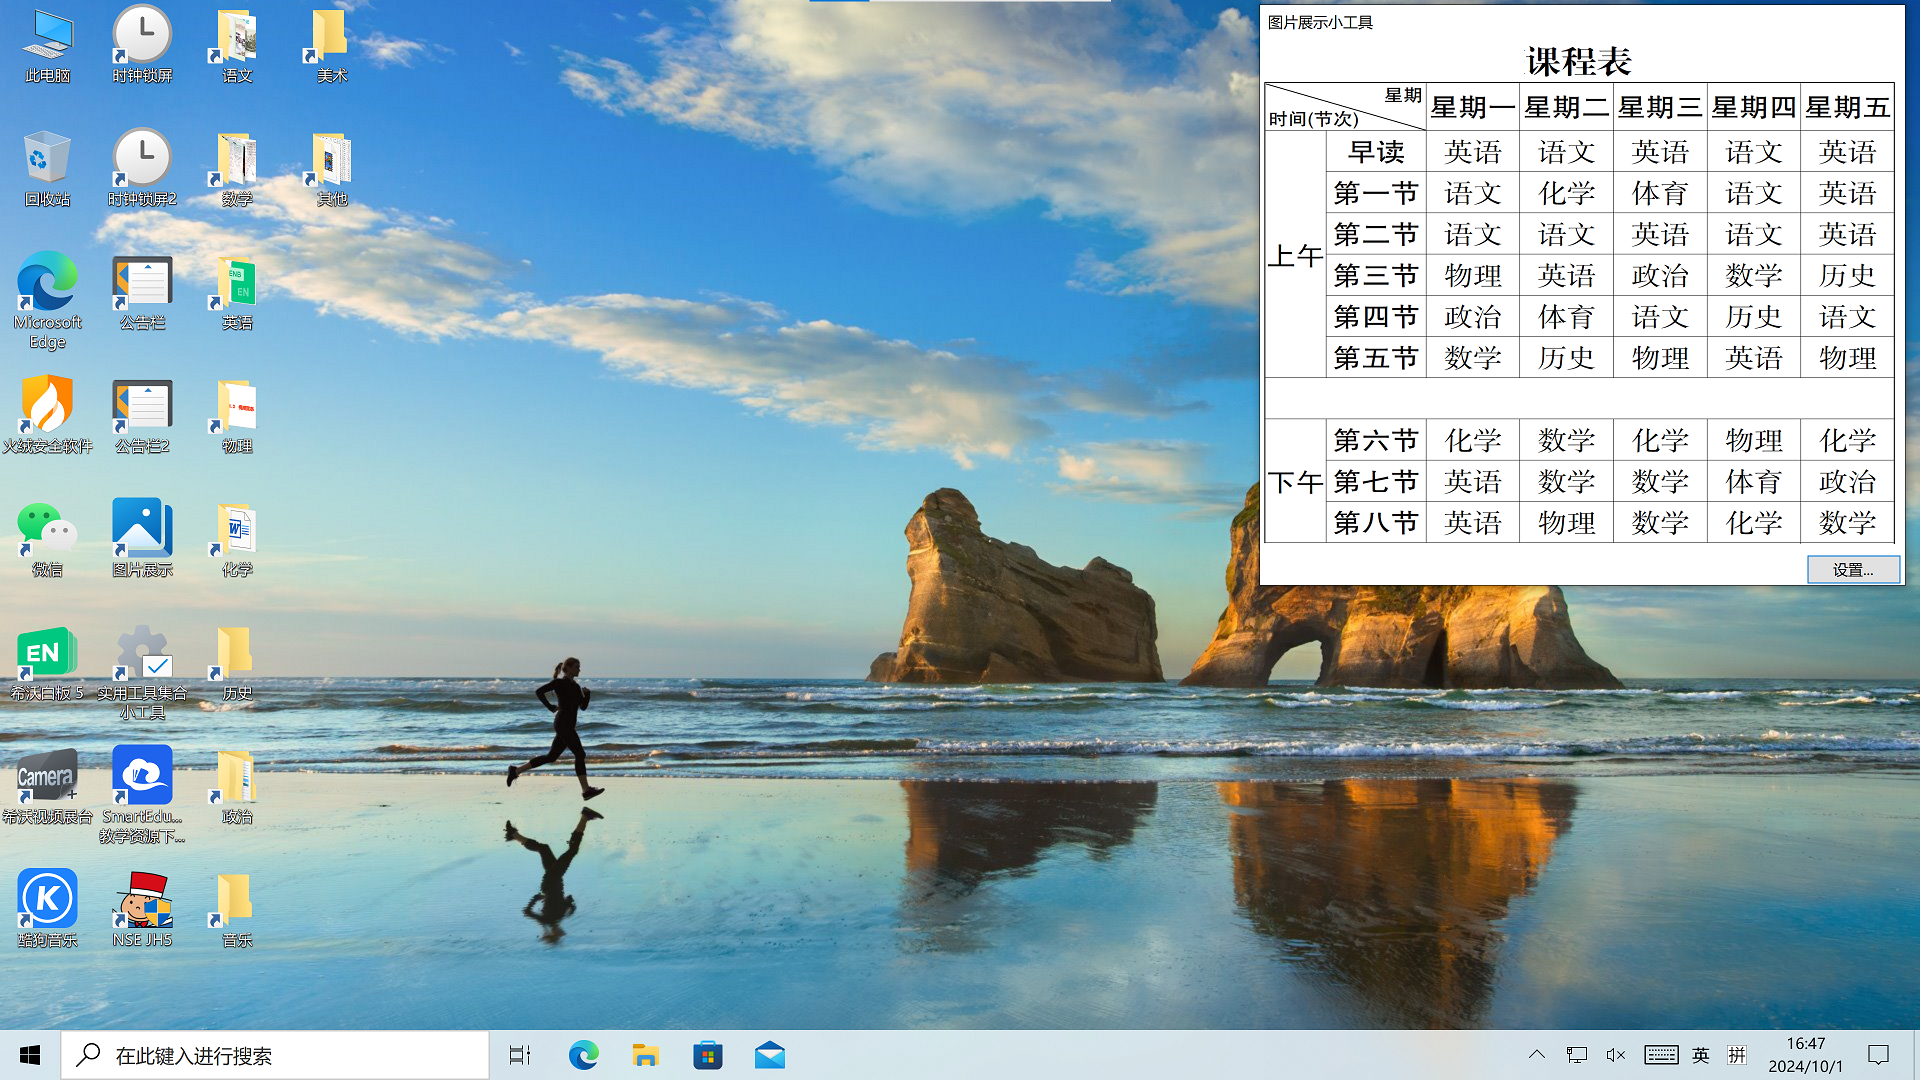 此电脑
时钟锁屏
语文
美术
回收站
时钟锁屏2
数学
其他
Microsoft
Edge
公告栏
ENG
EN
英语
火绒安全软件
公告栏2
物理
微信
图片展示
W
化学
EN
希沃白板 5
实用工具集合
小工具
历史
Camera
希沃视频展台
SmartEdu...
教学资源下...
政治
K
酷狗音乐
NSE JH5
音乐
图片展示小工具
课程表
星期
时间(节次)
星期一 星期二 星期三 星期四 星期五
上午
早读 英语 语文 英语 语文 英语
第一节 语文 化学 体育 语文 英语
第二节 语文 语文 英语 语文 英语
第三节 物理 英语 政治 数学 历史
第四节 政治 体育 语文 历史 语文
第五节 数学 历史 物理 英语 物理
下午
第六节 化学 数学 化学 物理 化学
第七节 英语 数学 数学 体育 政治
第八节 英语 物理 数学 化学 数学
设置...
在此键入进行搜索
英
拼
16:47
2024/10/1